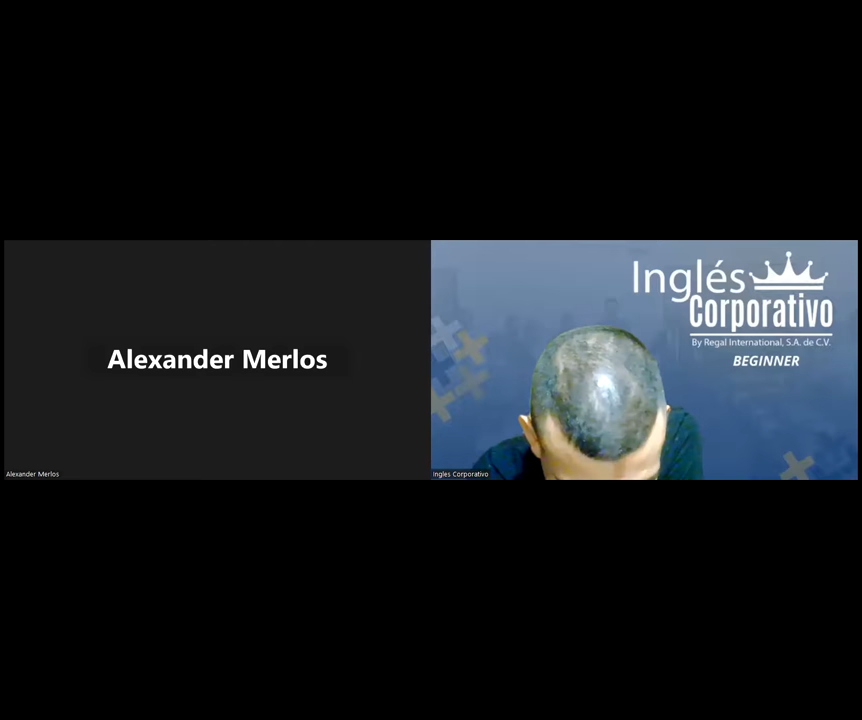 Alexander Merlos
Alexander Merlos
Inglés
Corporativo
By Regal International, S.A. de C.V.
BEGINNER
Ingles Corporativo